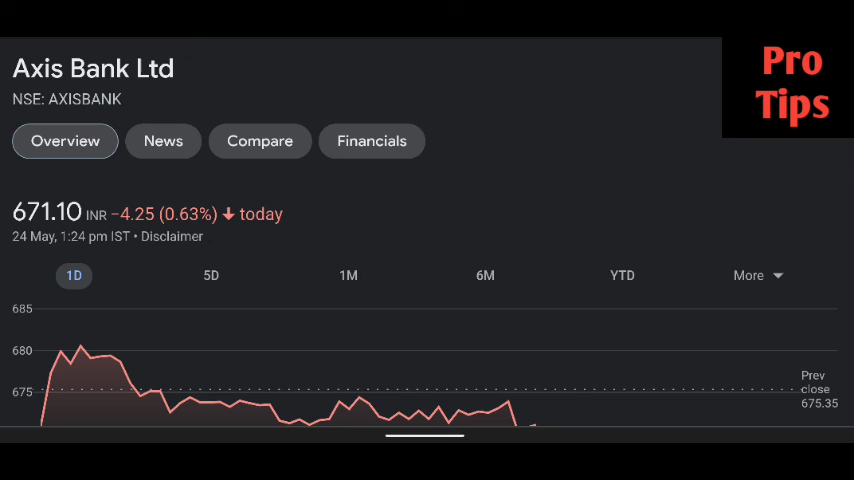 Axis Bank Ltd
NSE: AXISBANK
Pro
Tips
Overview
News
Compare
Financials
671.10 INR −4.25 (0.63%) ↓ today
24 May, 1:24 pm IST • Disclaimer
1D
5D
1M
6M
YTD
More
685
680
675
Prev
close
675.35